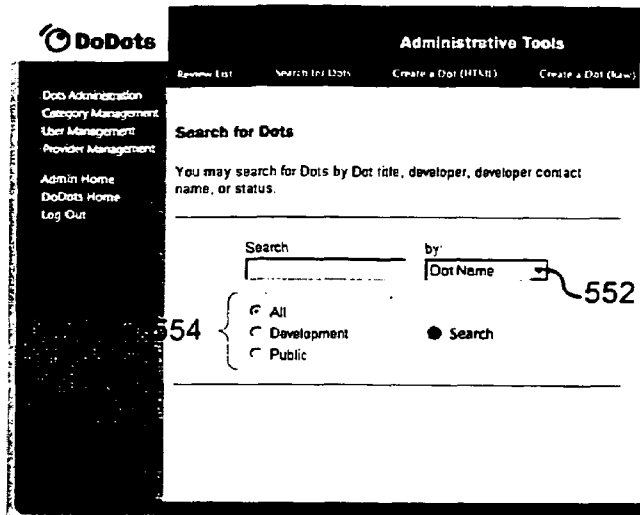 DoDots
Administrative Tools
Review List Search for Dots Create a Dot (HTML) Create a Dot (Raw)
Dots Administration
Category Management
User Management
Provider Management
Admin Home
DoDots Home
Log Out
Search for Dots
You may search for Dots by Dot title, developer, developer contact
name, or status.
Search by:
Dot Name
552
554
All
Development
Search
Public